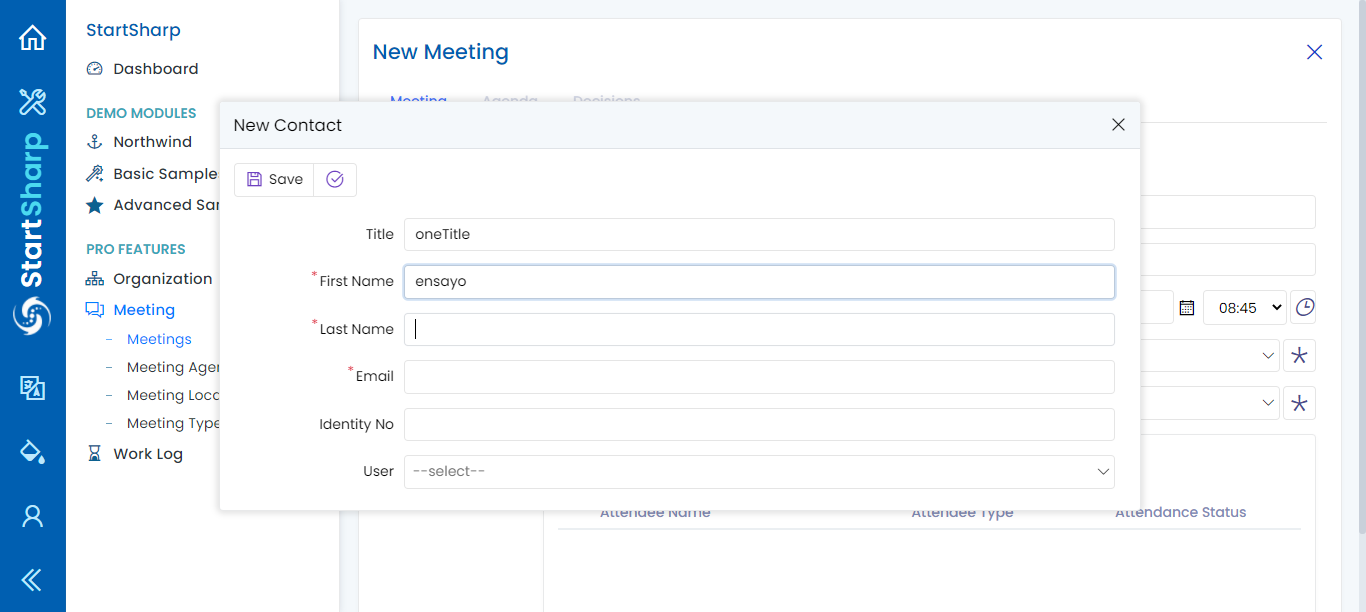 StartSharp
StartSharp
Dashboard
DEMO MODULES
Northwind
Basic Sample
Advanced Sar
PRO FEATURES
Organization
Meeting
Meetings
Meeting Agen
Meeting Loca
Meeting Type
Work Log
New Meeting
Meeting Agenda Decisions
New Contact
Save
Title oneTitle
*First Name ensayo
*Last Name
*Email
Identity No
User --select--
08:45
Attendee Name Attendee Type Attendance Status